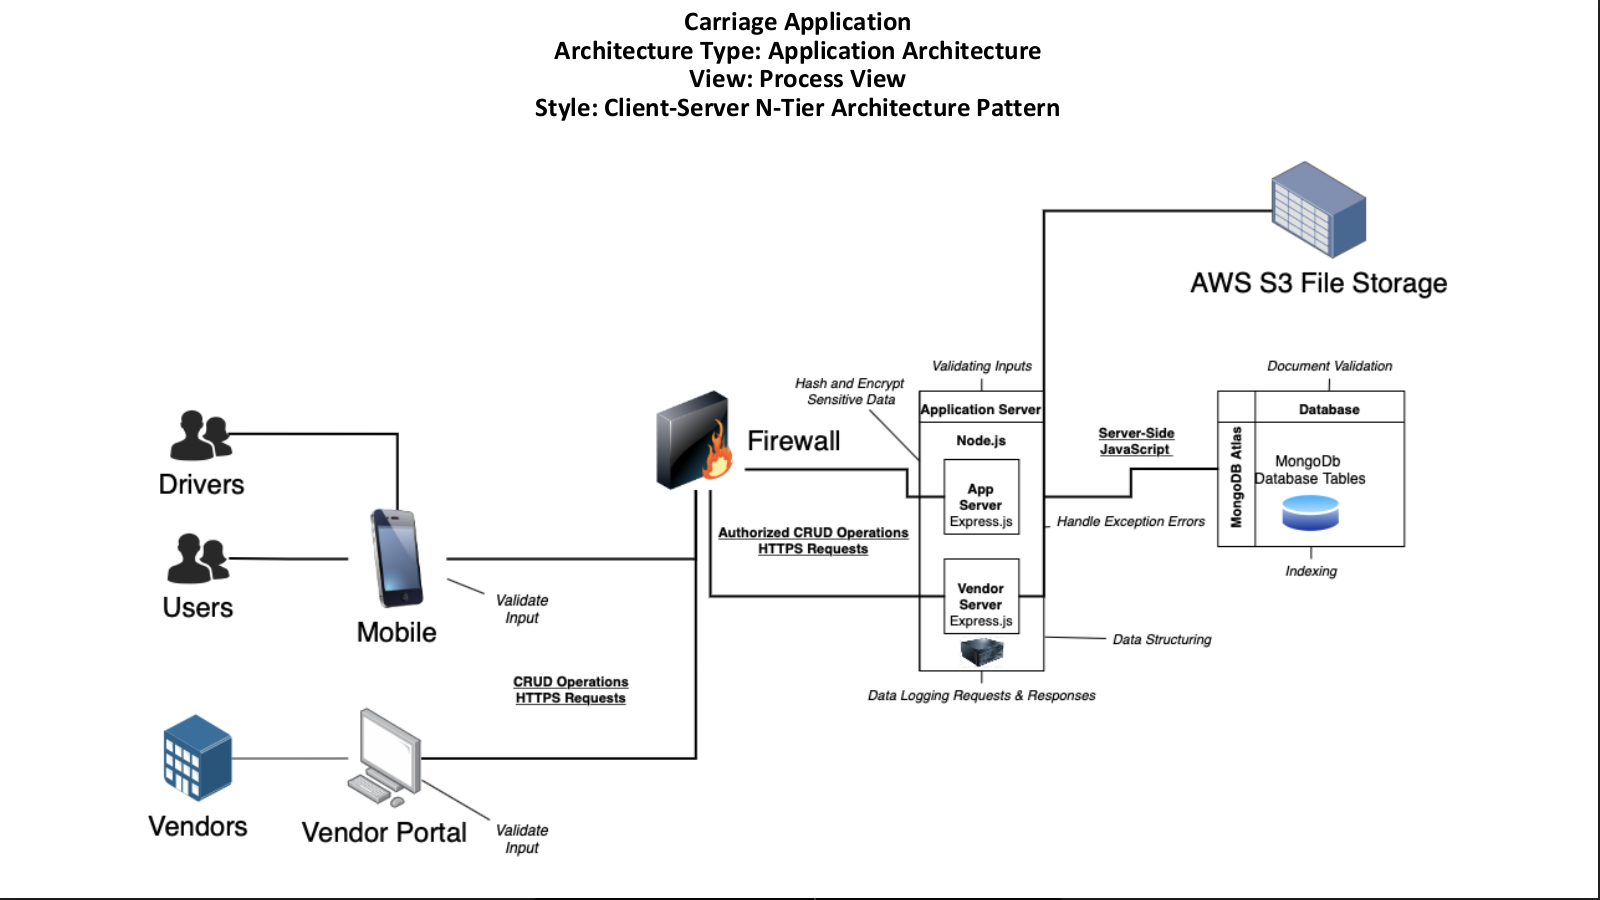 Carriage Application
Architecture Type: Application Architecture
View: Process View
Style: Client-Server N-Tier Architecture Pattern
AWS S3 File Storage
Validating Inputs
Document Validation
Hash and Encrypt
Sensitive Data
Application Server
Database
Firewall
Node.js
Server-Side
JavaScript
MongoDB Atlas
MongoDb
Database Tables
Drivers
App
Server
Express.js
Handle Exception Errors
Authorized CRUD Operations
HTTPS Requests
Indexing
Users
Mobile
Validate
Input
Vendor
Server
Express.js
Data Structuring
CRUD Operations
HTTPS Requests
Data Logging Requests & Responses
Vendors
Vendor Portal
Validate
Input